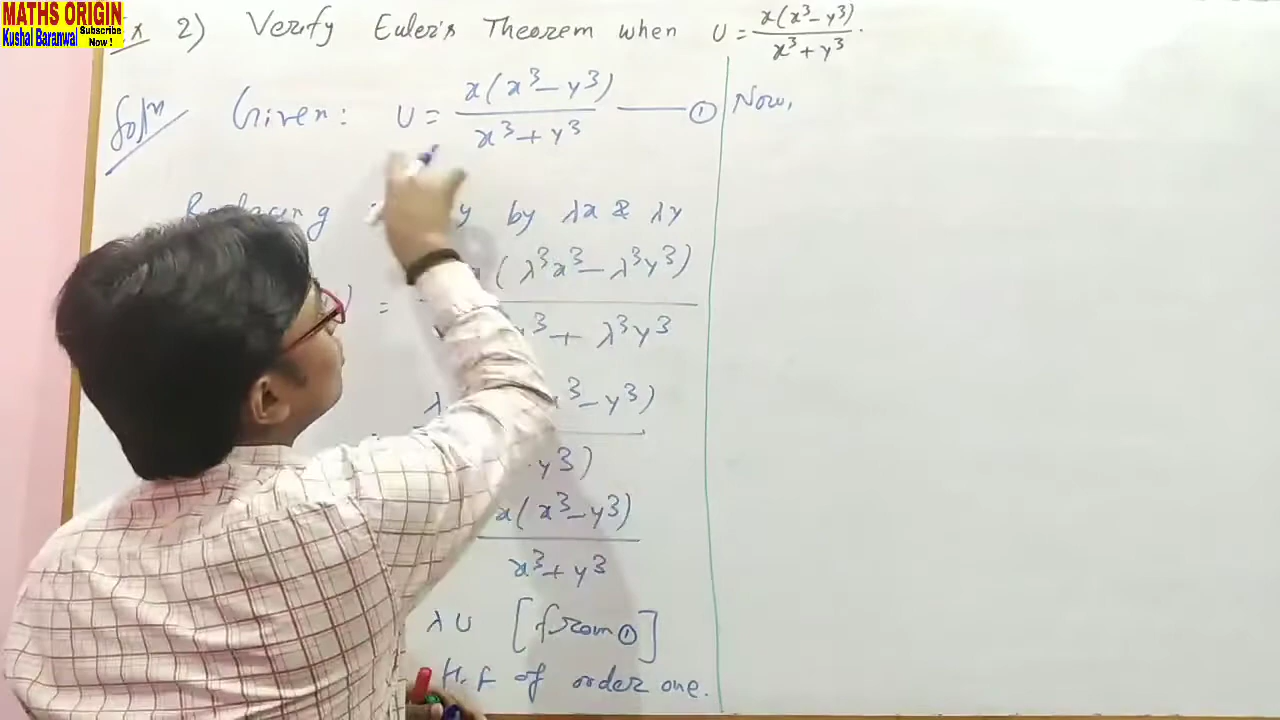 MATHS ORIGIN
Kushal Baranwal Subscribe Now !
Ex 2) Verify Euler's Theorem when U = x(x³-y³) / x³+y³.
Solⁿ Given: U = x(x³-y³) / x³+y³ —— ①
y by λx & λy
= (λ³x³-λ³y³)
y³ + λ³y³
λ y³-y³)
y³)
x(x³-y³)
x³+y³
λU [from ①]
H.F of order one.
Now,